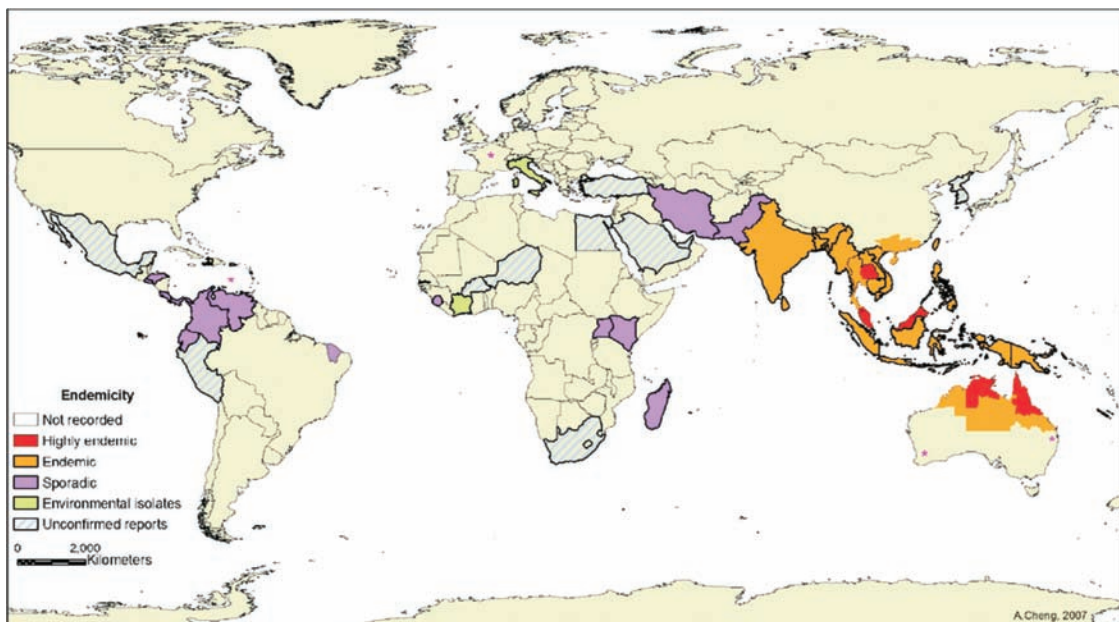 Endemicity
Not recorded
Highly endemic
Endemic
Sporadic
Environmental isolates
Unconfirmed reports
0 2,000
Kilometers
A.Cheng, 2007